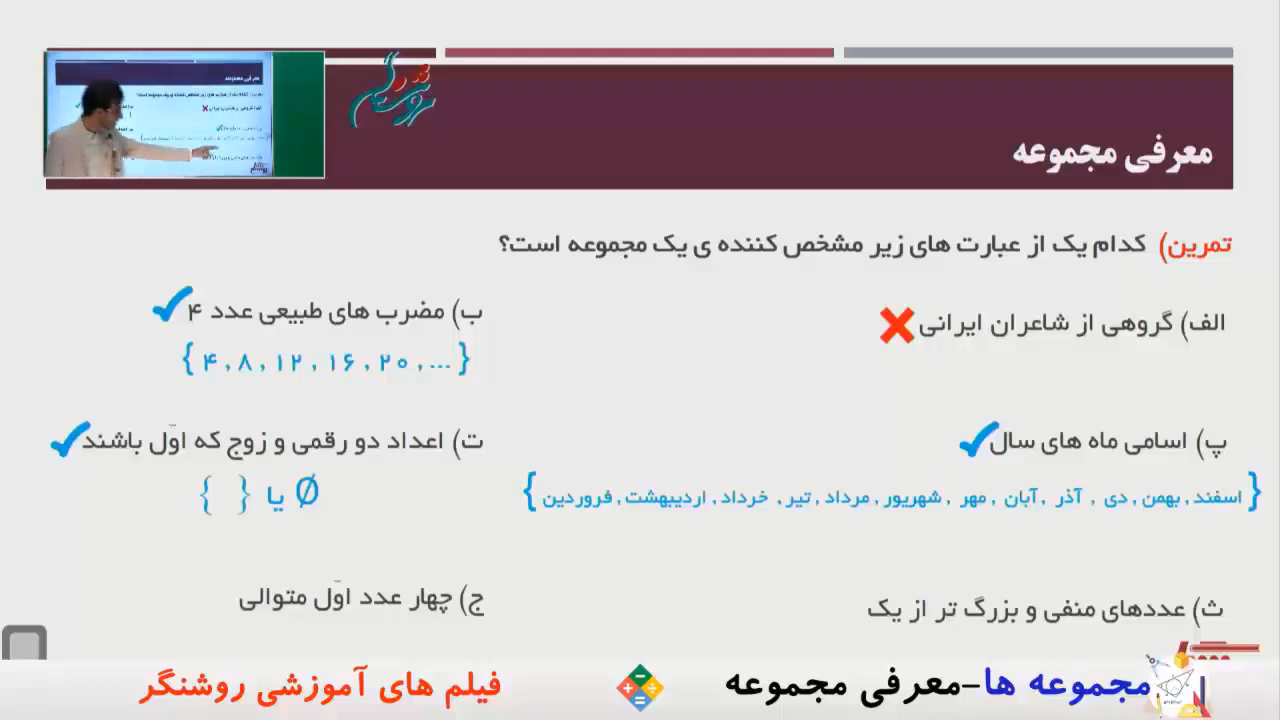 معرفی مجموعه
تمرین) کدام یک از عبارت های زیر مشخص کننده ی یک مجموعه است؟
الف) گروهی از شاعران ایرانی
ب) مضرب های طبیعی عدد ۴
{ ۴ , ۸ , ۱۲ , ۱۶ , ۲۰ , ... }
پ) اسامی ماه های سال
{ فروردین , اردیبهشت , خرداد , تیر , مرداد , شهریور , مهر , آبان , آذر , دی , بهمن , اسفند }
ت) اعداد دو رقمی و زوج که اوّل باشند
∅ یا { }
ث) عددهای منفی و بزرگ تر از یک
ج) چهار عدد اوّل متوالی
مجموعه ها-معرفی مجموعه
فیلم های آموزشی روشنگر